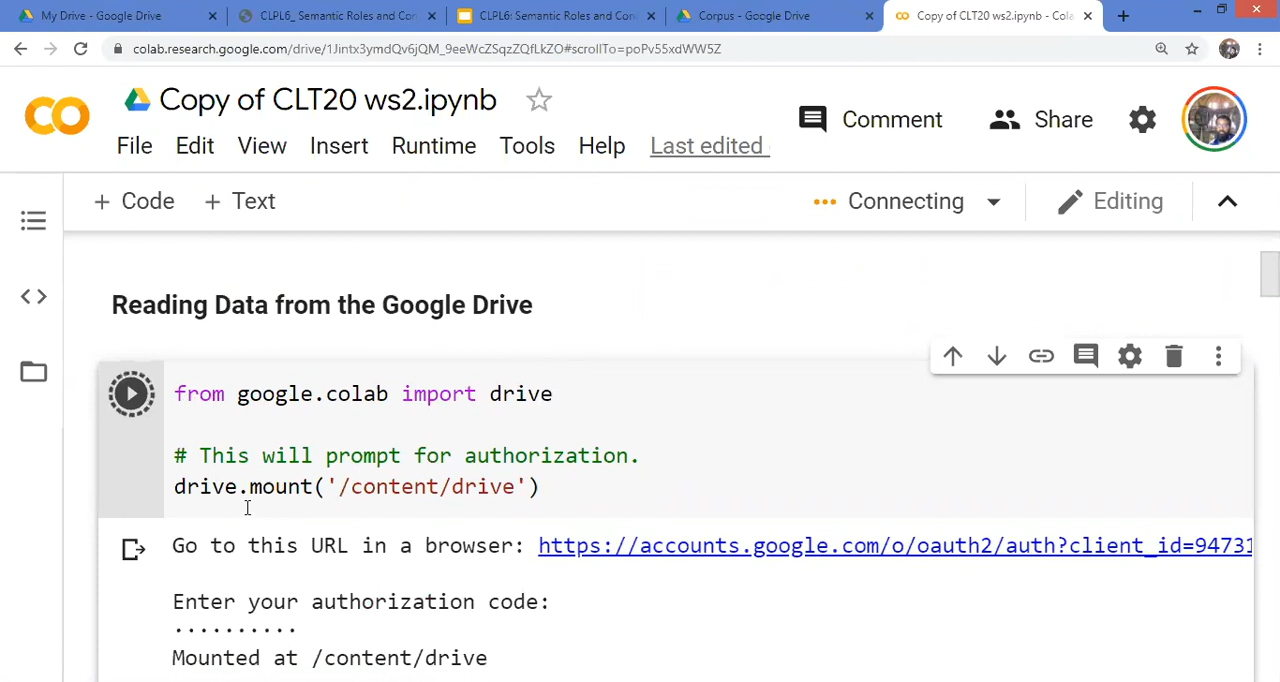 My Drive - Google Drive
CLPL6_ Semantic Roles and Con
CLPL6: Semantic Roles and Con
Corpus - Google Drive
Copy of CLT20 ws2.ipynb - Cola
colab.research.google.com/drive/1Jintx3ymdQv6jQM_9eeWcZSqzZQfLkZO#scrollTo=poPv55xdWW5Z
Copy of CLT20 ws2.ipynb
Comment
Share
File Edit View Insert Runtime Tools Help Last edited
+ Code + Text
Connecting
Editing
Reading Data from the Google Drive
from google.colab import drive
# This will prompt for authorization.
drive.mount('/content/drive')
Go to this URL in a browser: https://accounts.google.com/o/oauth2/auth?client_id=94731
Enter your authorization code:
··········
Mounted at /content/drive